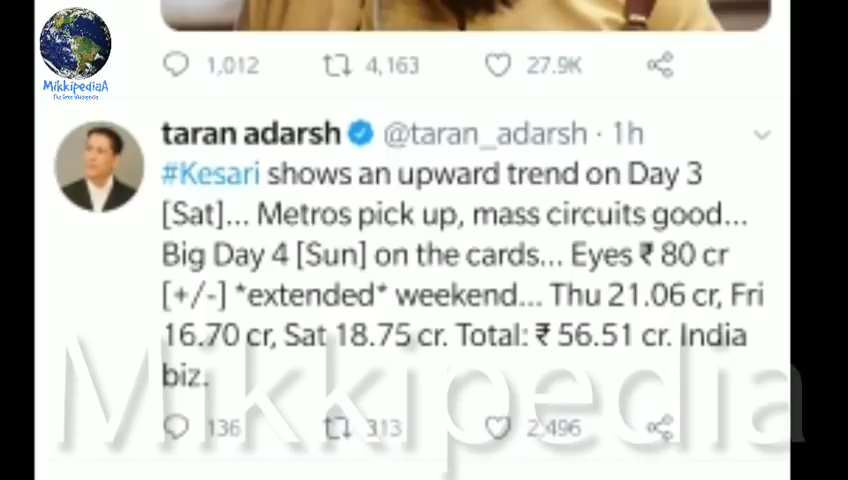 MikkipediaA
1,012 4,163 27.9K
taran adarsh @taran_adarsh · 1h
#Kesari shows an upward trend on Day 3
[Sat]... Metros pick up, mass circuits good...
Big Day 4 [Sun] on the cards... Eyes ₹ 80 cr
[+/-] *extended* weekend... Thu 21.06 cr, Fri
16.70 cr, Sat 18.75 cr. Total: ₹ 56.51 cr. India
biz.
Mikkipedia
136 313 2,496